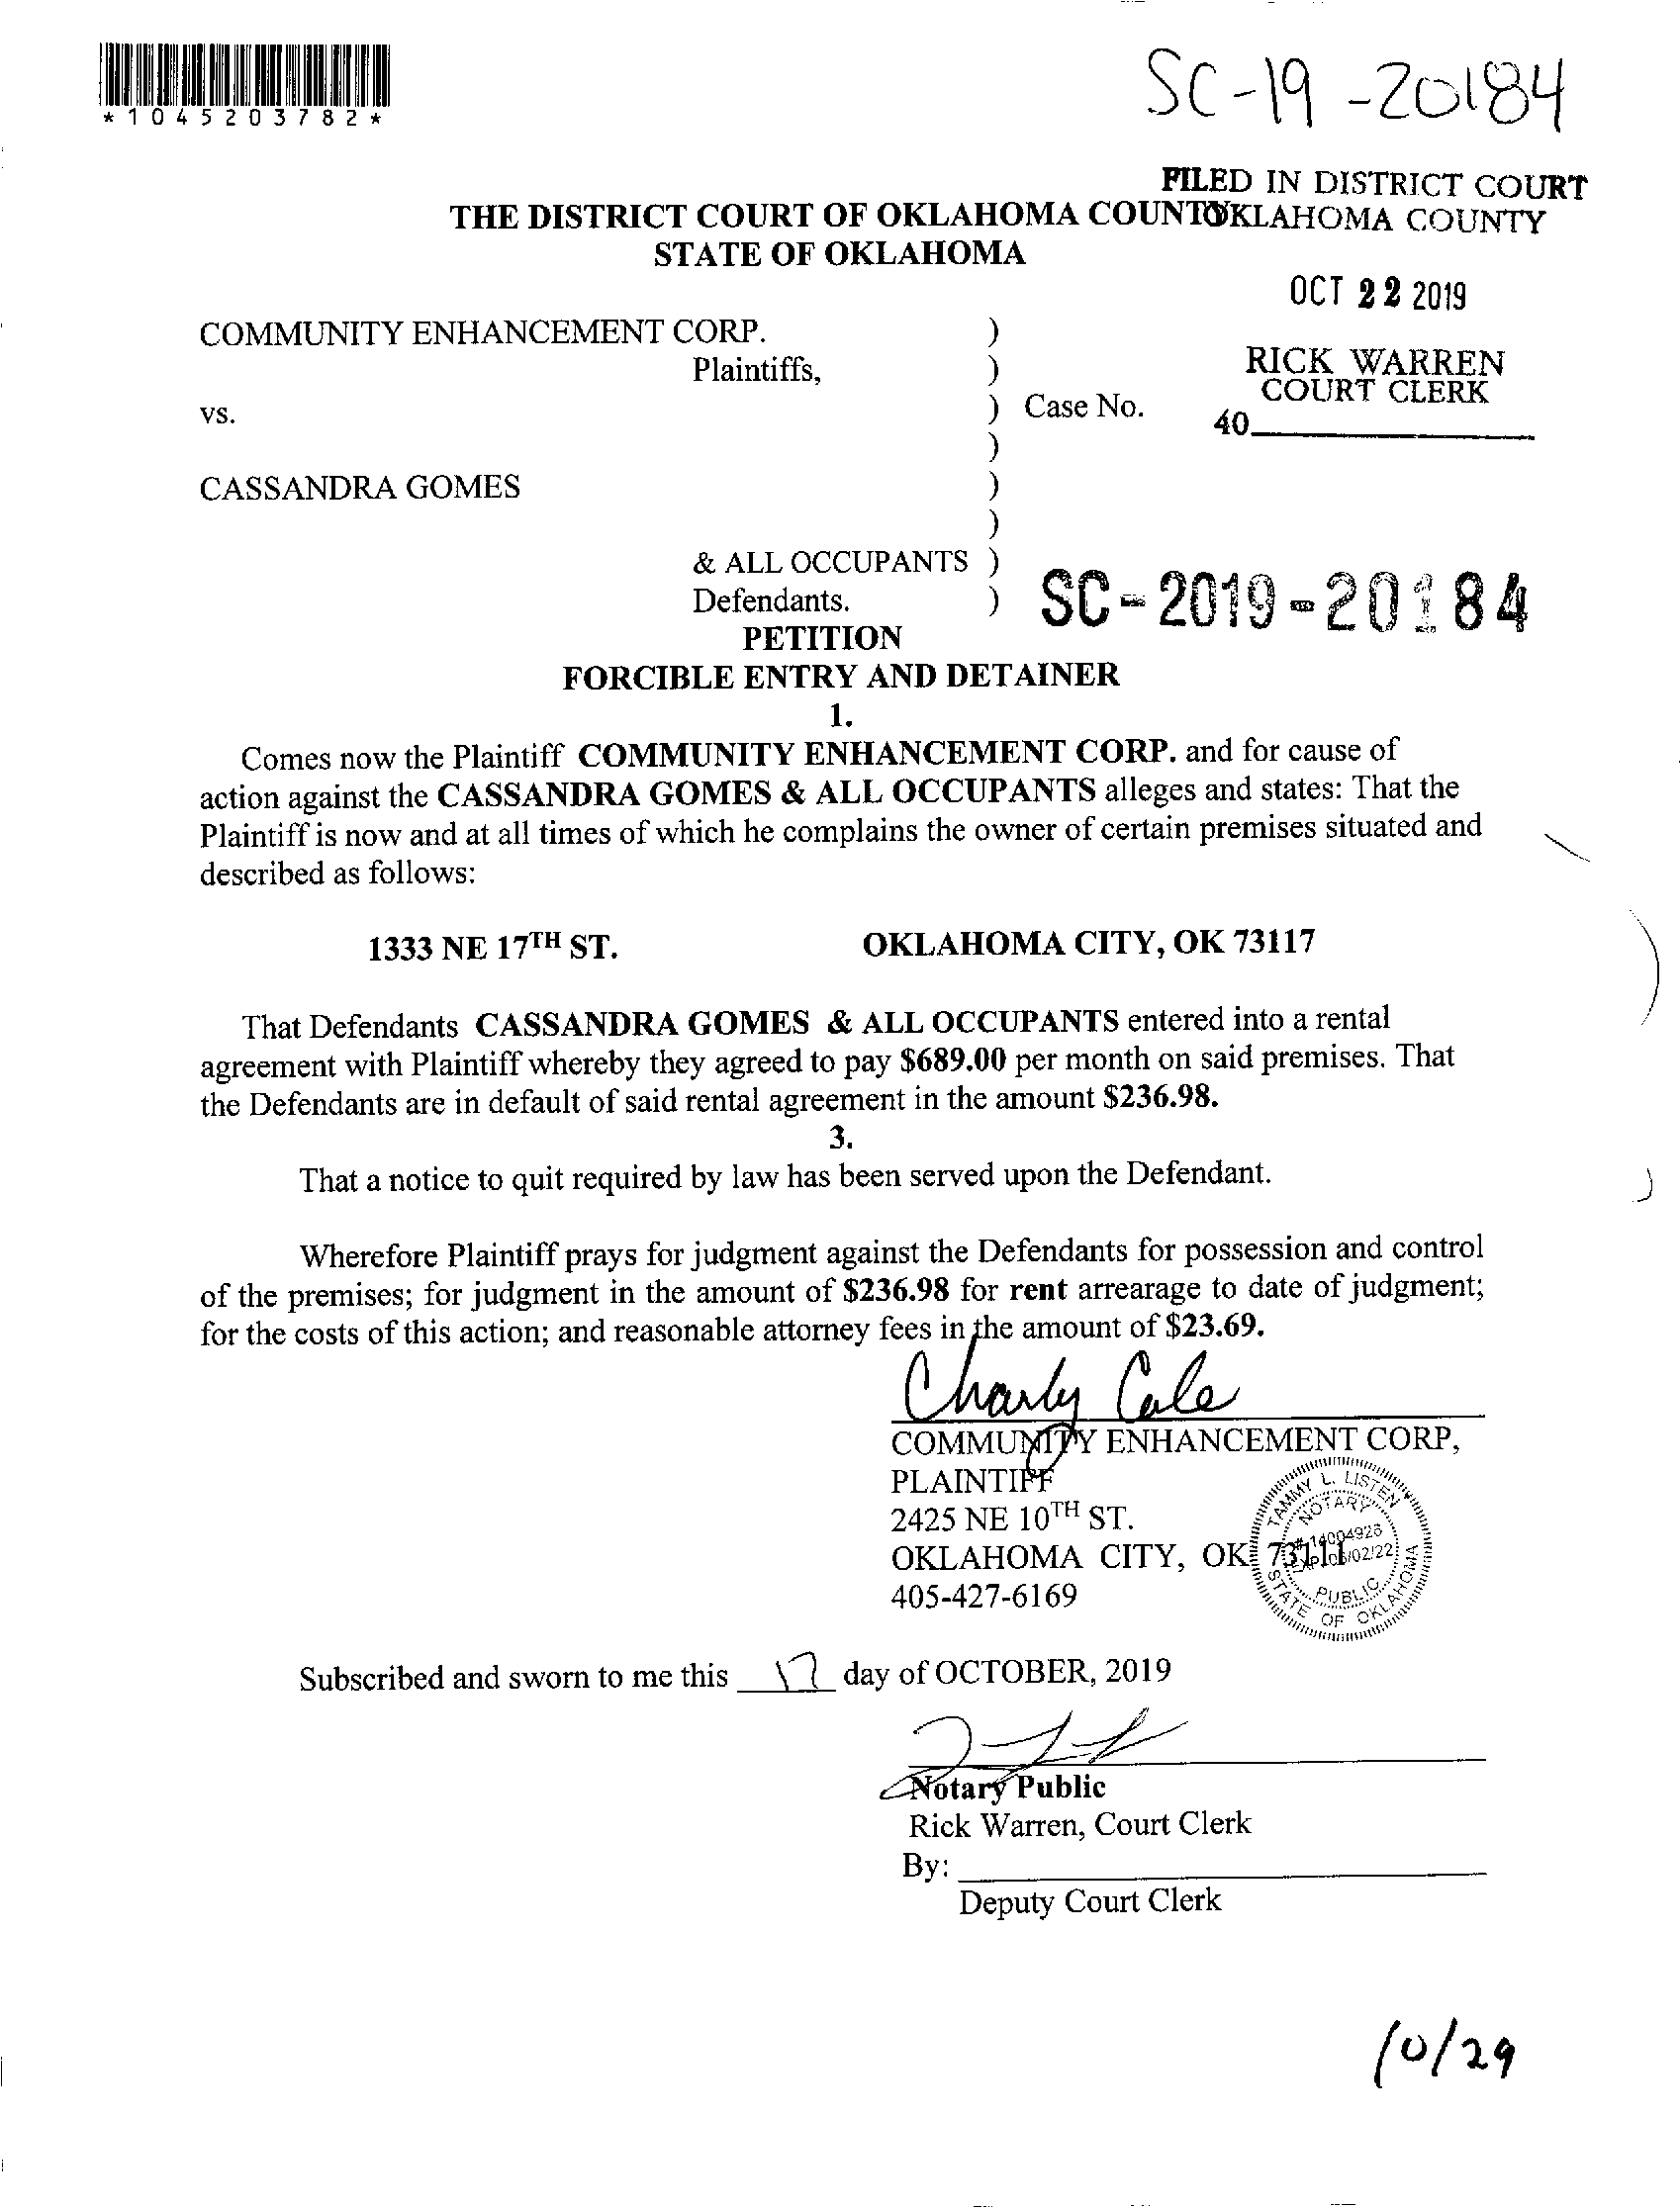 *1045203782*
SC-19-20184
FILED IN DISTRICT COURT
OKLAHOMA COUNTY
THE DISTRICT COURT OF OKLAHOMA COUNTY
STATE OF OKLAHOMA
OCT 22 2019
RICK WARREN
COURT CLERK
40
COMMUNITY ENHANCEMENT CORP. )
Plaintiffs, )
vs. ) Case No.
)
CASSANDRA GOMES )
)
& ALL OCCUPANTS )
Defendants. )
SC-2019-20184
PETITION
FORCIBLE ENTRY AND DETAINER
1.
Comes now the Plaintiff COMMUNITY ENHANCEMENT CORP. and for cause of
action against the CASSANDRA GOMES & ALL OCCUPANTS alleges and states: That the
Plaintiff is now and at all times of which he complains the owner of certain premises situated and
described as follows:
1333 NE 17TH ST. OKLAHOMA CITY, OK 73117
That Defendants CASSANDRA GOMES & ALL OCCUPANTS entered into a rental
agreement with Plaintiff whereby they agreed to pay $689.00 per month on said premises. That
the Defendants are in default of said rental agreement in the amount $236.98.
3.
That a notice to quit required by law has been served upon the Defendant.
Wherefore Plaintiff prays for judgment against the Defendants for possession and control
of the premises; for judgment in the amount of $236.98 for rent arrearage to date of judgment;
for the costs of this action; and reasonable attorney fees in the amount of $23.69.
Charly Cole
COMMUNITY ENHANCEMENT CORP,
PLAINTIFF
2425 NE 10TH ST.
OKLAHOMA CITY, OK 73111
405-427-6169
TAMMY L. LISTEN
NOTARY
# 14004926
EXP. 06/02/22
PUBLIC
STATE OF OKLAHOMA
Subscribed and sworn to me this 17 day of OCTOBER, 2019
Notary Public
Rick Warren, Court Clerk
By:
Deputy Court Clerk
10/29